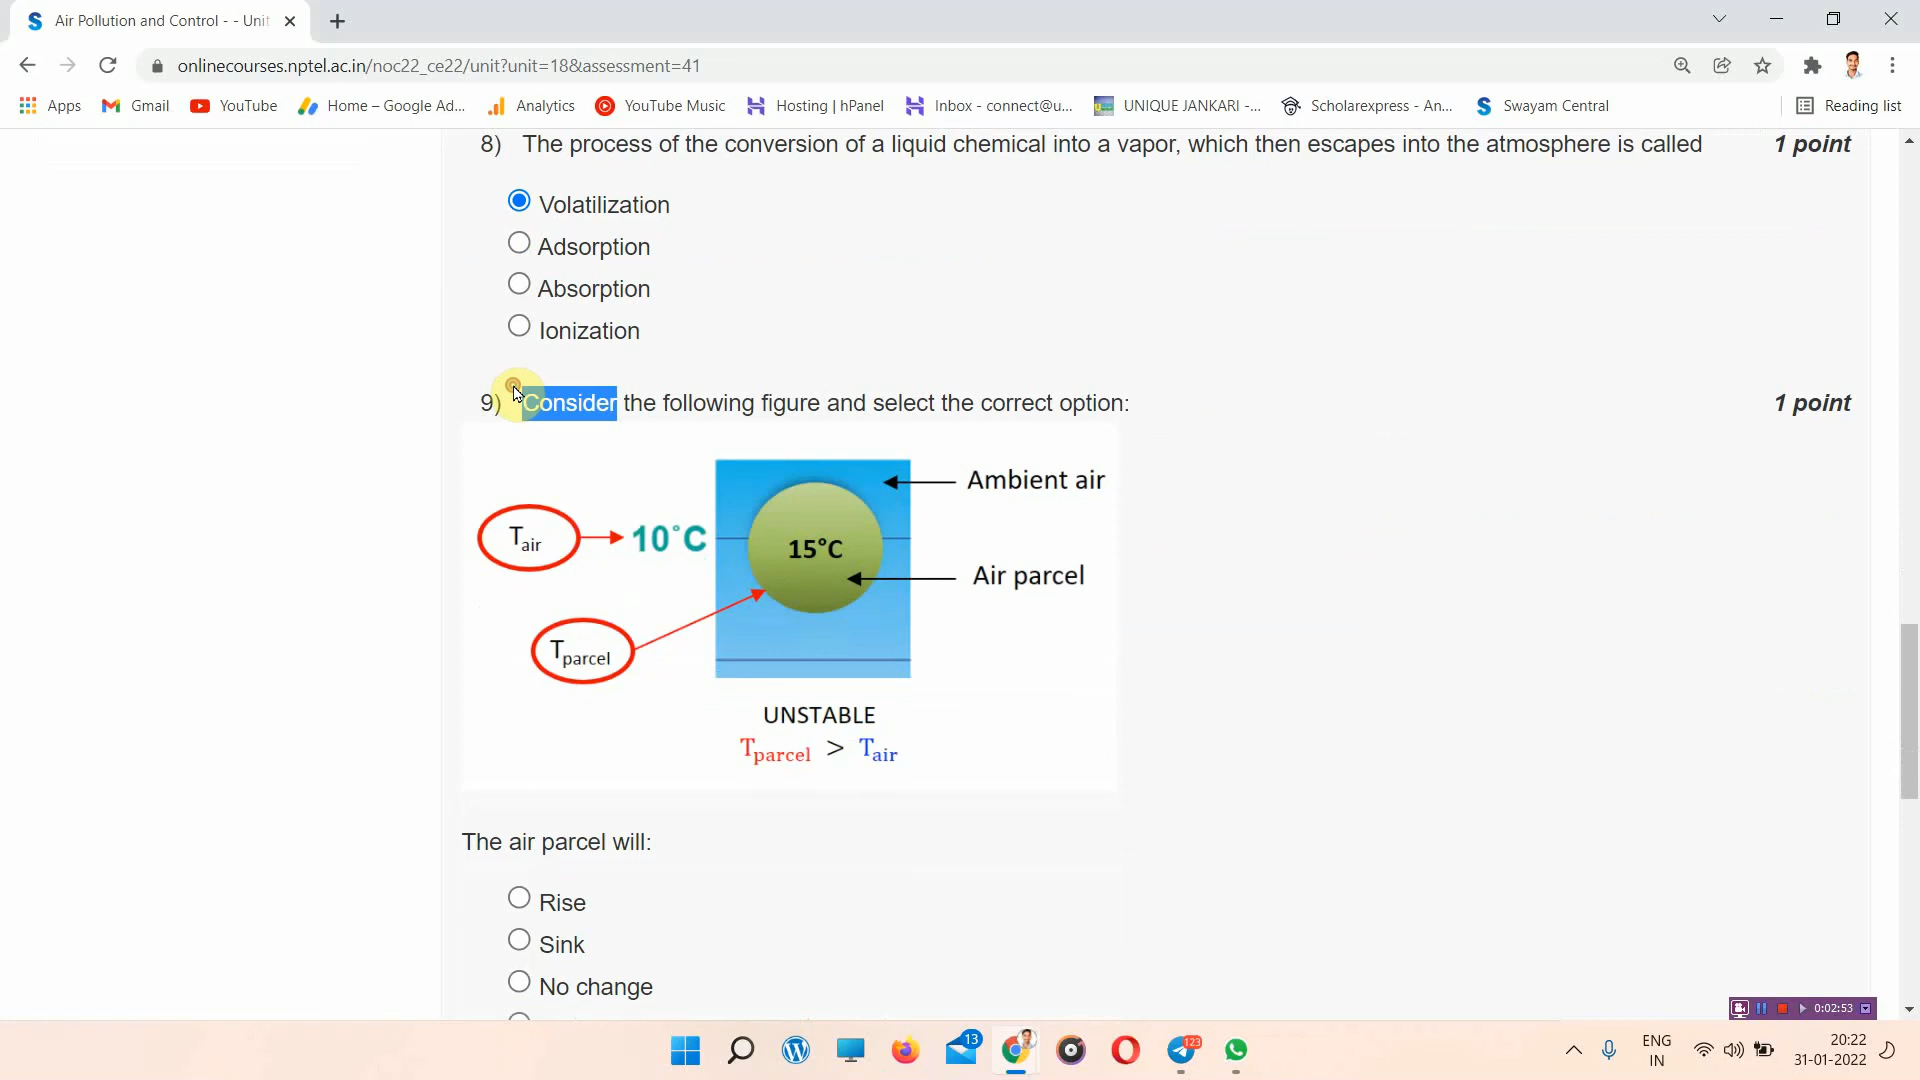 Air Pollution and Control - - Unit
onlinecourses.nptel.ac.in/noc22_ce22/unit?unit=18&assessment=41
Apps
Gmail
YouTube
Home – Google Ad...
Analytics
YouTube Music
Hosting | hPanel
Inbox - connect@u...
UNIQUE JANKARI -...
Scholarexpress - An...
Swayam Central
Reading list
8) The process of the conversion of a liquid chemical into a vapor, which then escapes into the atmosphere is called 1 point
Volatilization
Adsorption
Absorption
Ionization
9) Consider the following figure and select the correct option: 1 point
Ambient air
Tair
10°C
15°C
Air parcel
Tparcel
UNSTABLE
Tparcel > Tair
The air parcel will:
Rise
Sink
No change
0:02:53
13
123
ENG
IN
20:22
31-01-2022